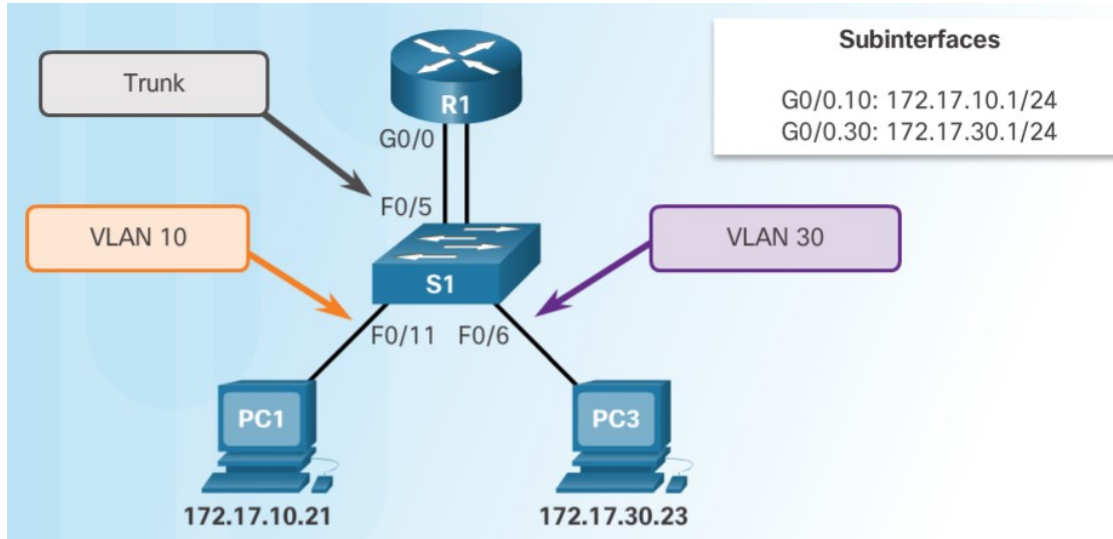 Subinterfaces
G0/0.10: 172.17.10.1/24
G0/0.30: 172.17.30.1/24
Trunk
R1
G0/0
F0/5
VLAN 10
VLAN 30
S1
F0/11 F0/6
PC1
PC3
172.17.10.21
172.17.30.23